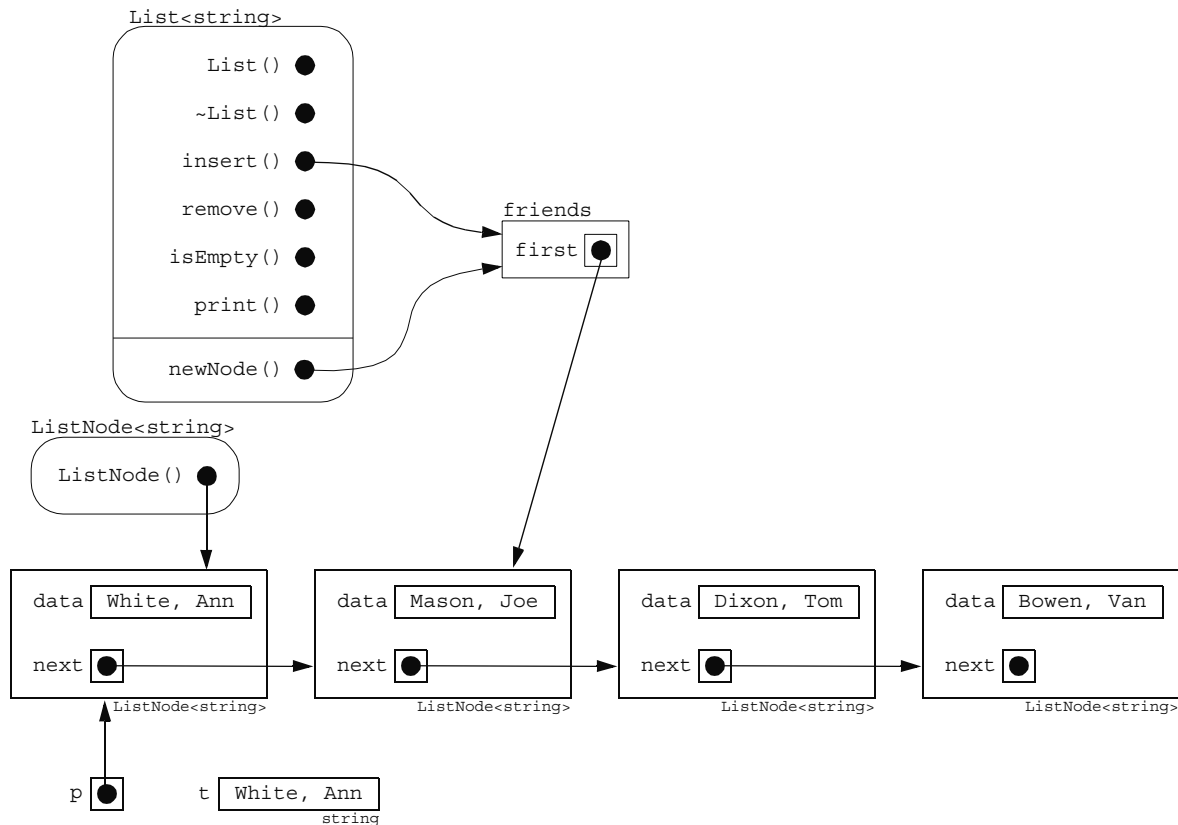 List<string>
List()
~List()
insert()
remove()
isEmpty()
print()
newNode()
friends
first
ListNode<string>
ListNode()
data White, Ann
next
ListNode<string>
data Mason, Joe
next
ListNode<string>
data Dixon, Tom
next
ListNode<string>
data Bowen, Van
next
ListNode<string>
p
t White, Ann
string